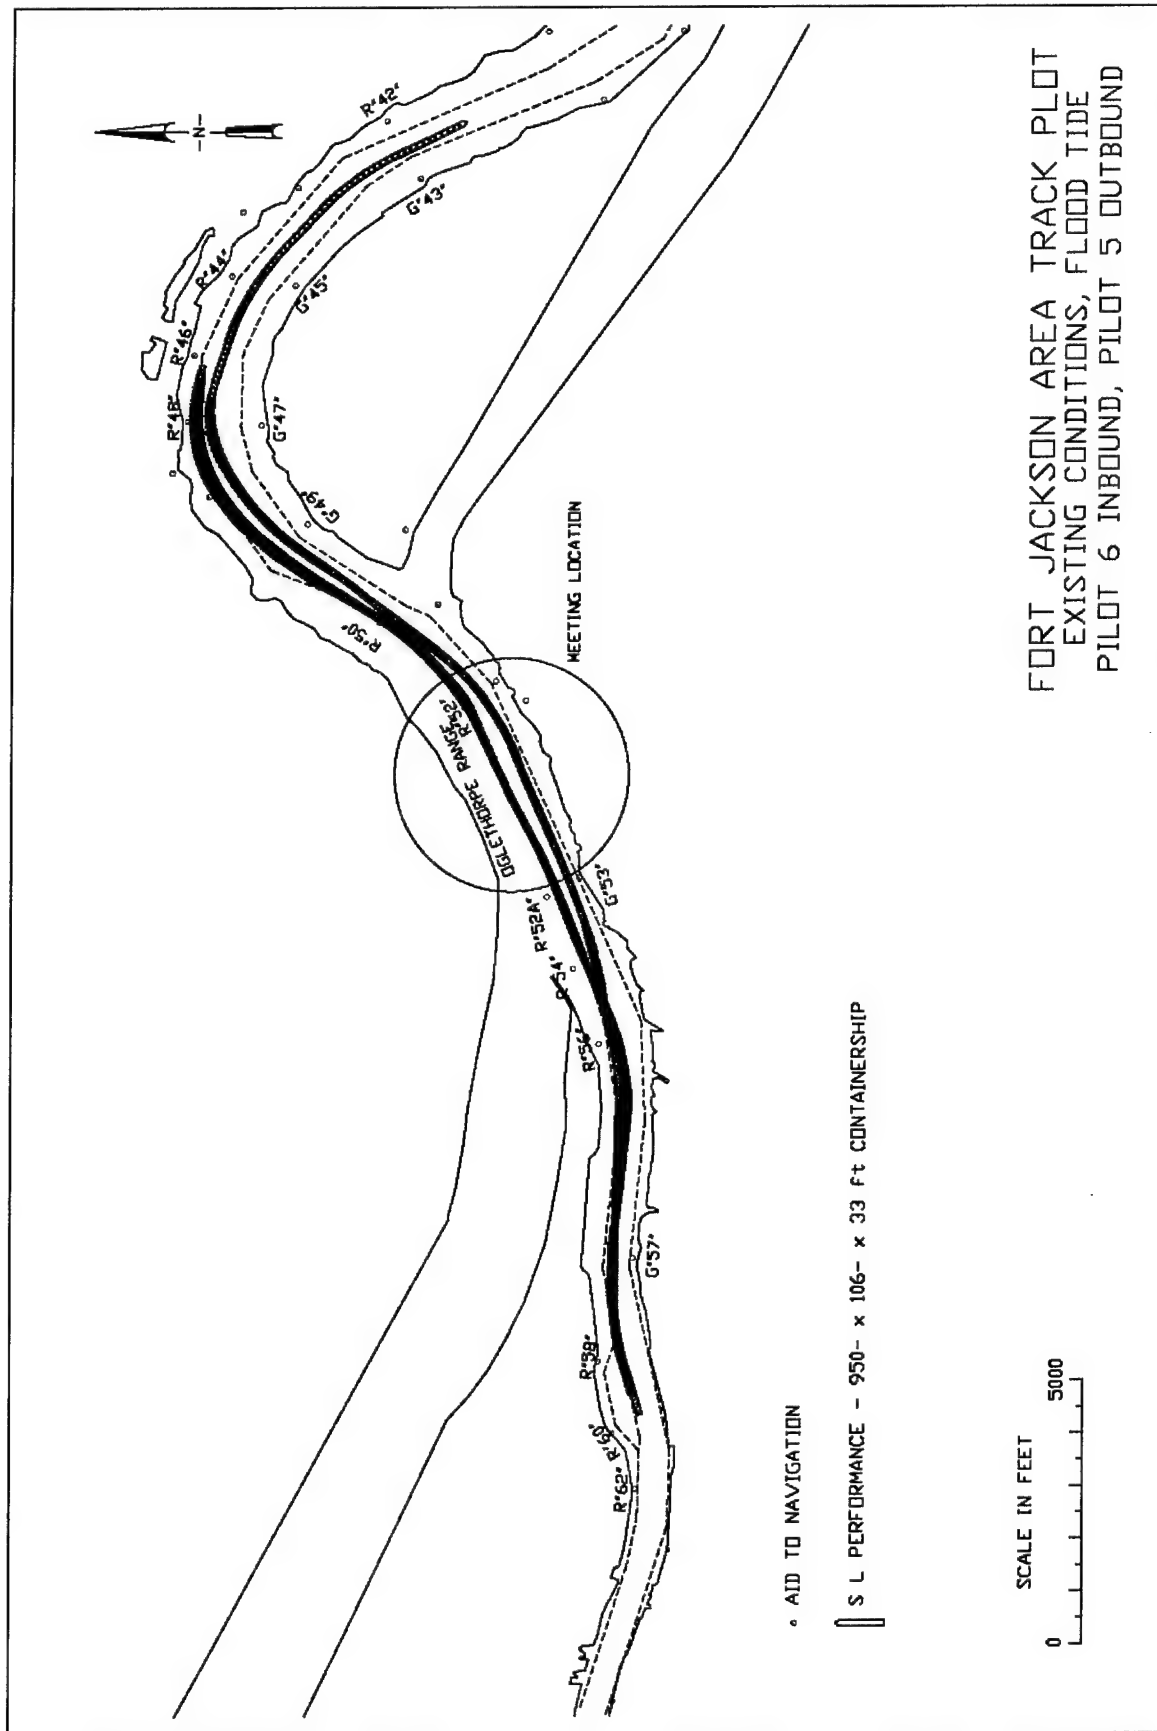 FORT JACKSON AREA TRACK PLOT
EXISTING CONDITIONS, FLOOD TIDE
PILOT 6 INBOUND, PILOT 5 OUTBOUND
-N-
R"42"
G"43"
R"44"
G"45"
R"46"
R"48"
G"47"
G"49"
R"50"
MEETING LOCATION
R"52"
OGLETHORPE RANGE
R"52A"
G"53"
R"54"
R"56"
G"57"
R"58"
R"60"
R"62"
AID TO NAVIGATION
S L PERFORMANCE - 950- x 106- x 33 ft CONTAINERSHIP
SCALE IN FEET
0 5000